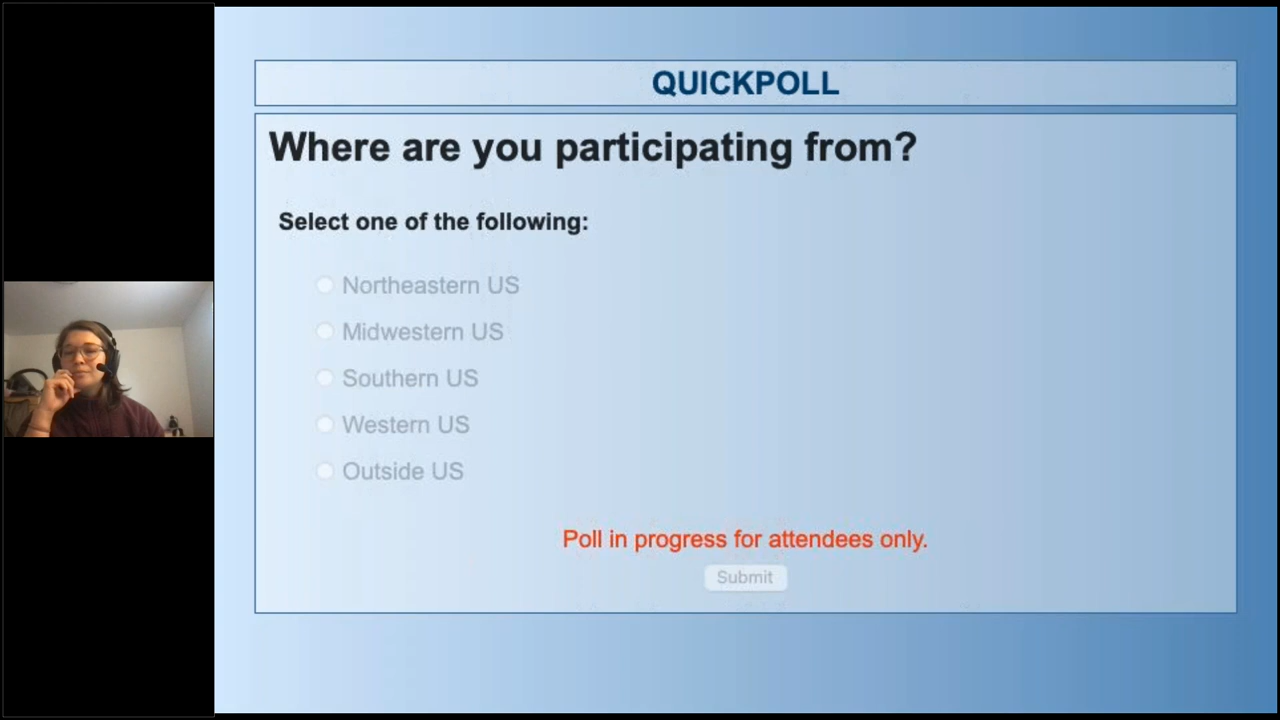 QUICKPOLL
Where are you participating from?
Select one of the following:
Northeastern US
Midwestern US
Southern US
Western US
Outside US
Poll in progress for attendees only.
Submit